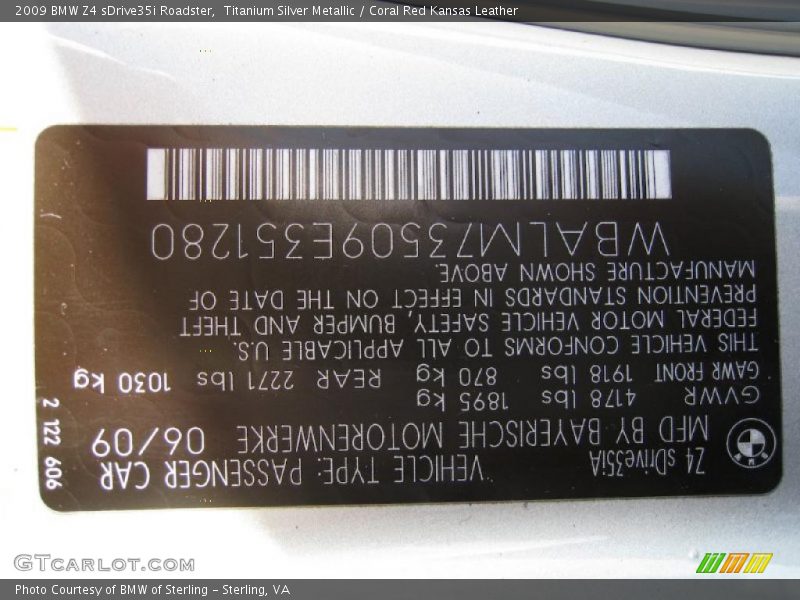 2009 BMW Z4 sDrive35i Roadster,  Titanium Silver Metallic / Coral Red Kansas Leather
Z4 sDrive35iA
VEHICLE TYPE: PASSENGER CAR
MFD BY BAYERISCHE MOTORENWERKE 06/09
GVWR 4178 lbs 1895 kg
GAWR FRONT 1918 lbs 870 kg REAR 2271 lbs 1030 kg
THIS VEHICLE CONFORMS TO ALL APPLICABLE U.S.
FEDERAL MOTOR VEHICLE SAFETY, BUMPER AND THEFT
PREVENTION STANDARDS IN EFFECT ON THE DATE OF
MANUFACTURE SHOWN ABOVE.
WBALM73509E351280
2 122 606
BMW
GTCARLOT.COM
Photo Courtesy of BMW of Sterling - Sterling, VA